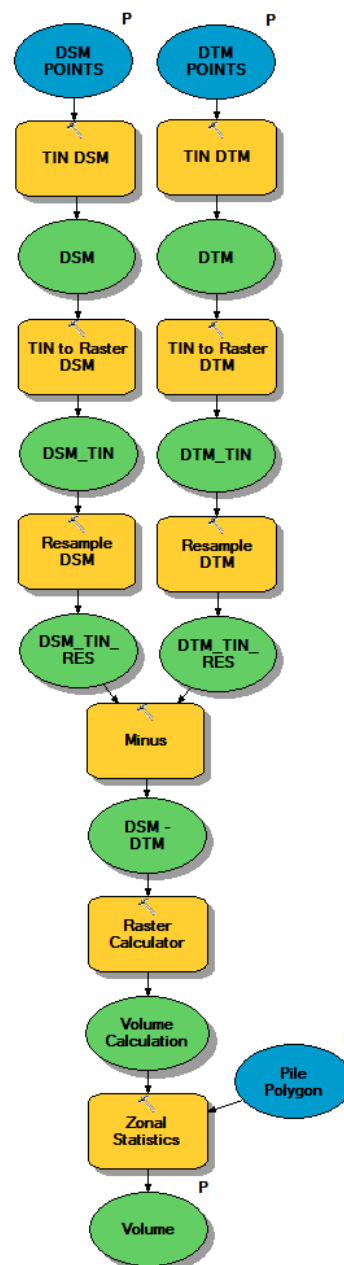 P
P
DSM
POINTS
DTM
POINTS
TIN DSM
TIN DTM
DSM
DTM
TIN to Raster
DSM
TIN to Raster
DTM
DSM_TIN
DTM_TIN
Resample
DSM
Resample
DTM
DSM_TIN_
RES
DTM_TIN_
RES
Minus
DSM -
DTM
Raster
Calculator
Volume
Calculation
Pile
Polygon
Zonal
Statistics
P
Volume